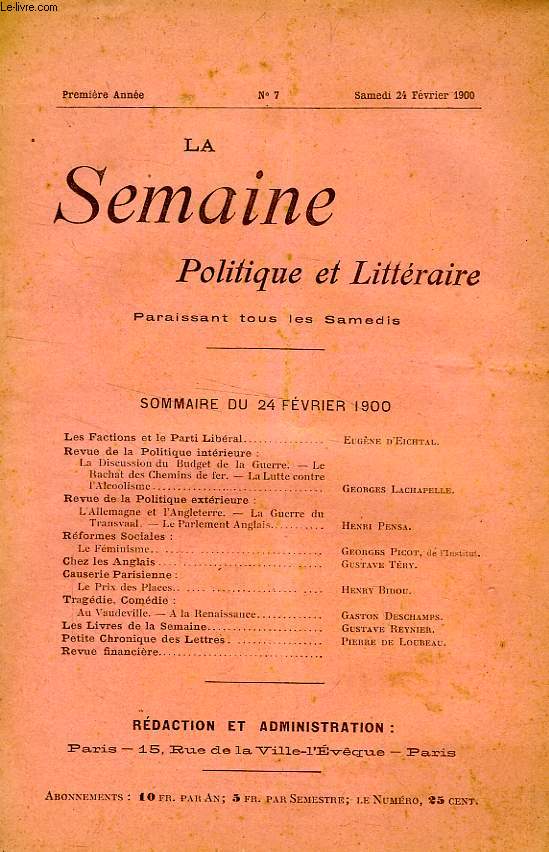 Le-livre.com
Première Année N° 7 Samedi 24 Février 1900
LA
Semaine
Politique et Littéraire
Paraissant tous les Samedis
SOMMAIRE DU 24 FÉVRIER 1900
Les Factions et le Parti Libéral................ EUGÈNE D'EICHTAL.
Revue de la Politique intérieure :
La Discussion du Budget de la Guerre. — Le
Rachat des Chemins de fer. — La Lutte contre
l'Alcoolisme.................................. GEORGES LACHAPELLE.
Revue de la Politique extérieure :
L'Allemagne et l'Angleterre. — La Guerre du
Transvaal. — Le Parlement Anglais.......... HENRI PENSA.
Réformes Sociales :
Le Féminisme.................................. GEORGES PICOT, de l'Institut.
Chez les Anglais................................ GUSTAVE TÉRY.
Causerie Parisienne :
Le Prix des Places............................. HENRY BIDOU.
Tragédie, Comédie :
Au Vaudeville. — A la Renaissance............. GASTON DESCHAMPS.
Les Livres de la Semaine....................... GUSTAVE REYNIER.
Petite Chronique des Lettres................... PIERRE DE LOUBEAU.
Revue financière................................
RÉDACTION ET ADMINISTRATION :
Paris — 15, Rue de la Ville-l'Évêque — Paris
ABONNEMENTS : 10 FR. PAR AN; 5 FR. PAR SEMESTRE; LE NUMÉRO, 25 CENT.